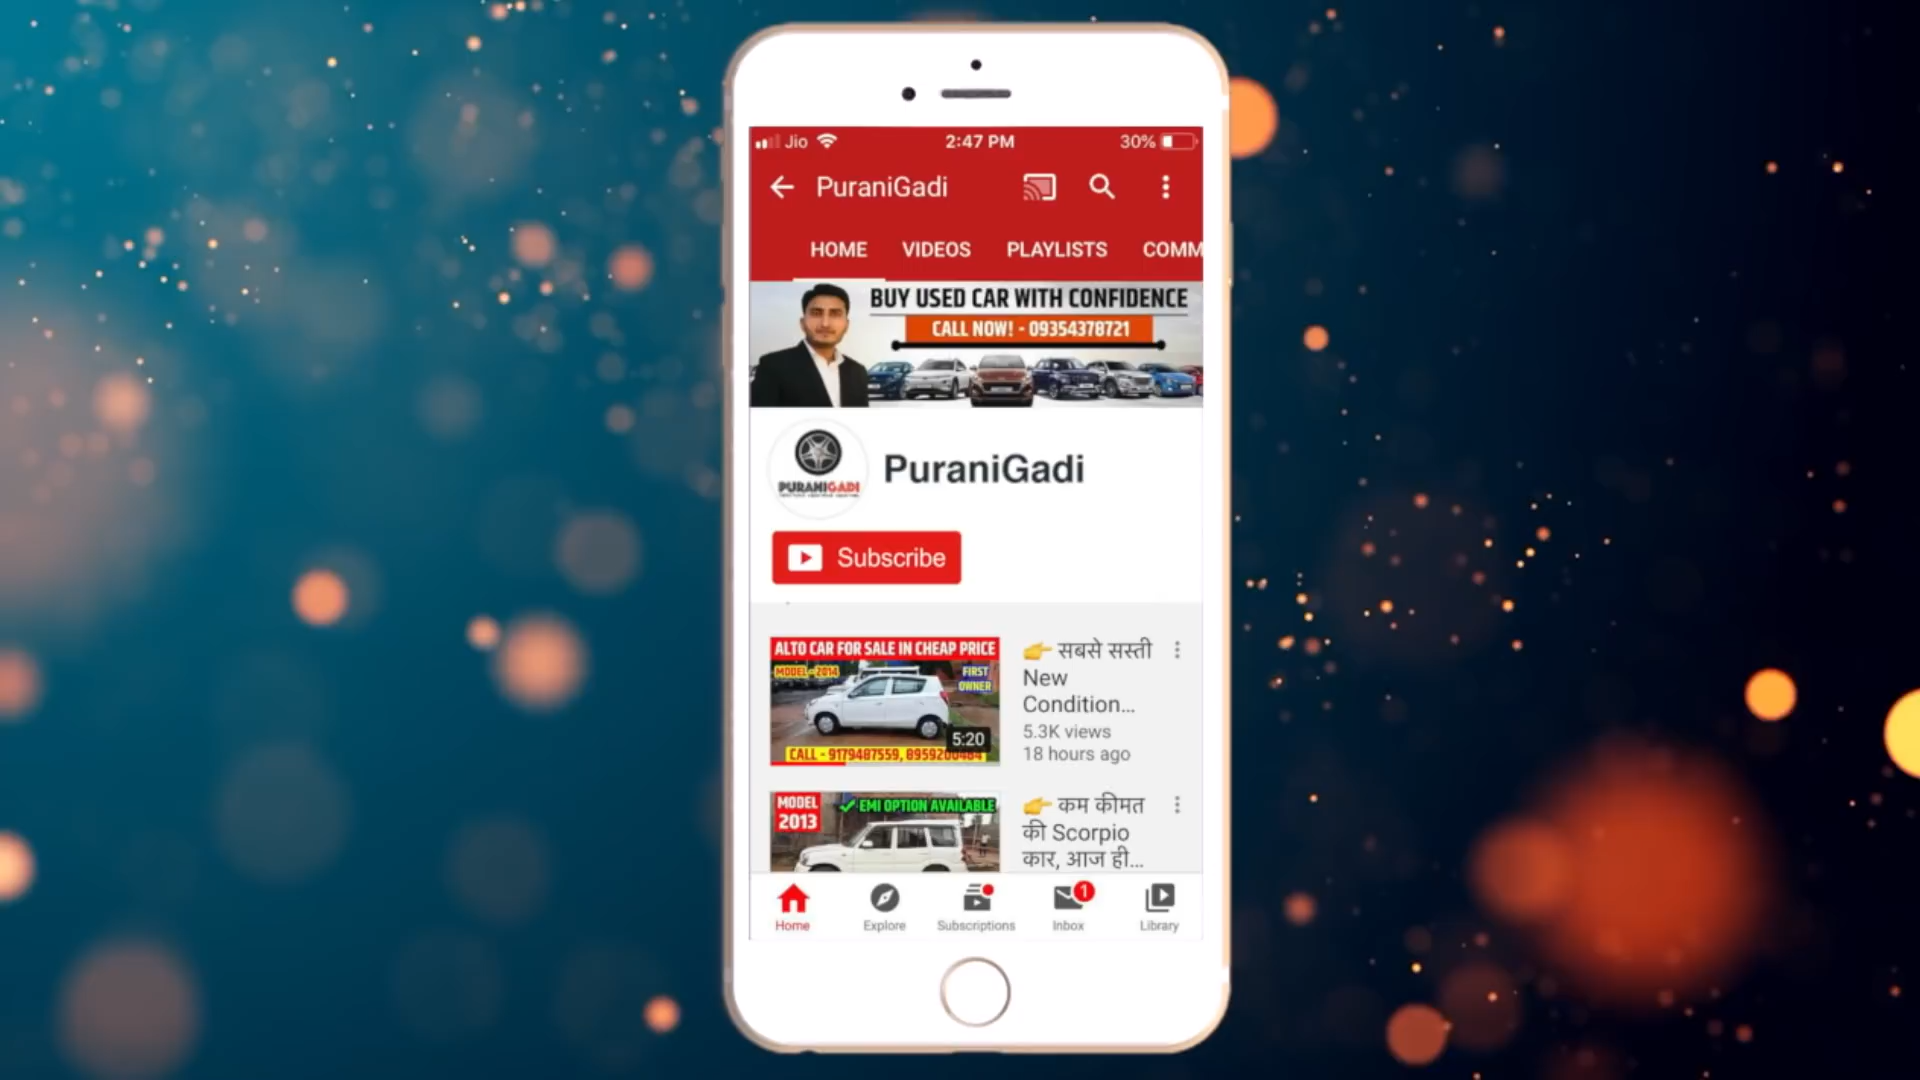 Jio 2:47 PM 30%
PuraniGadi
HOME VIDEOS PLAYLISTS COMM
BUY USED CAR WITH CONFIDENCE
CALL NOW! - 09354378721
PURANIGADI
PuraniGadi
Subscribe
ALTO CAR FOR SALE IN CHEAP PRICE
MODEL - 2014
FIRST
OWNER
5:20
CALL - 9179487559, 8959200484
👉 सबसे सस्ती
New
Condition...
5.3K views
18 hours ago
MODEL
2013
✓ EMI OPTION AVAILABLE
👉 कम कीमत
की Scorpio
कार, आज ही...
1
Home Explore Subscriptions Inbox Library